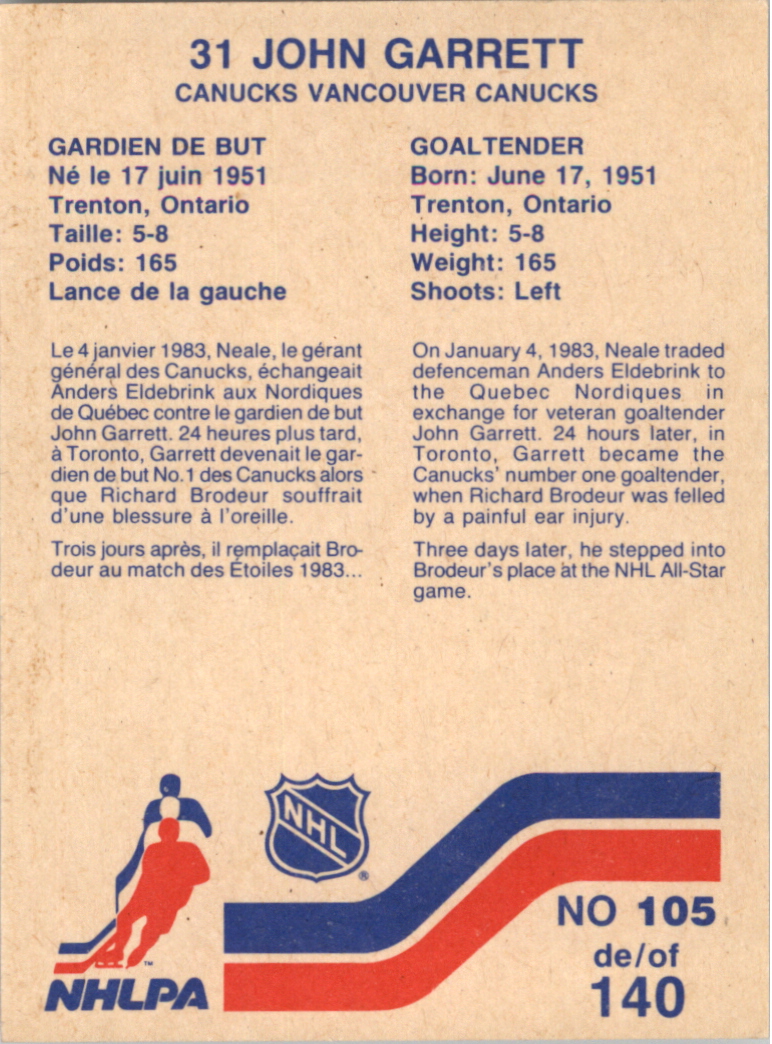 31 JOHN GARRETT
CANUCKS VANCOUVER CANUCKS
GARDIEN DE BUT
Né le 17 juin 1951
Trenton, Ontario
Taille: 5-8
Poids: 165
Lance de la gauche
Le 4 janvier 1983, Neale, le gérant
général des Canucks, échangeait
Anders Eldebrink aux Nordiques
de Québec contre le gardien de but
John Garrett. 24 heures plus tard,
à Toronto, Garrett devenait le gar-
dien de but No.1 des Canucks alors
que Richard Brodeur souffrait
d'une blessure à l'oreille.
Trois jours après, il remplaçait Bro-
deur au match des Étoiles 1983...
GOALTENDER
Born: June 17, 1951
Trenton, Ontario
Height: 5-8
Weight: 165
Shoots: Left
On January 4, 1983, Neale traded
defenceman Anders Eldebrink to
the Quebec Nordiques in
exchange for veteran goaltender
John Garrett. 24 hours later, in
Toronto, Garrett became the
Canucks' number one goaltender,
when Richard Brodeur was felled
by a painful ear injury.
Three days later, he stepped into
Brodeur's place at the NHL All-Star
game.
NHL
®
™
NHLPA
NO 105
de/of
140